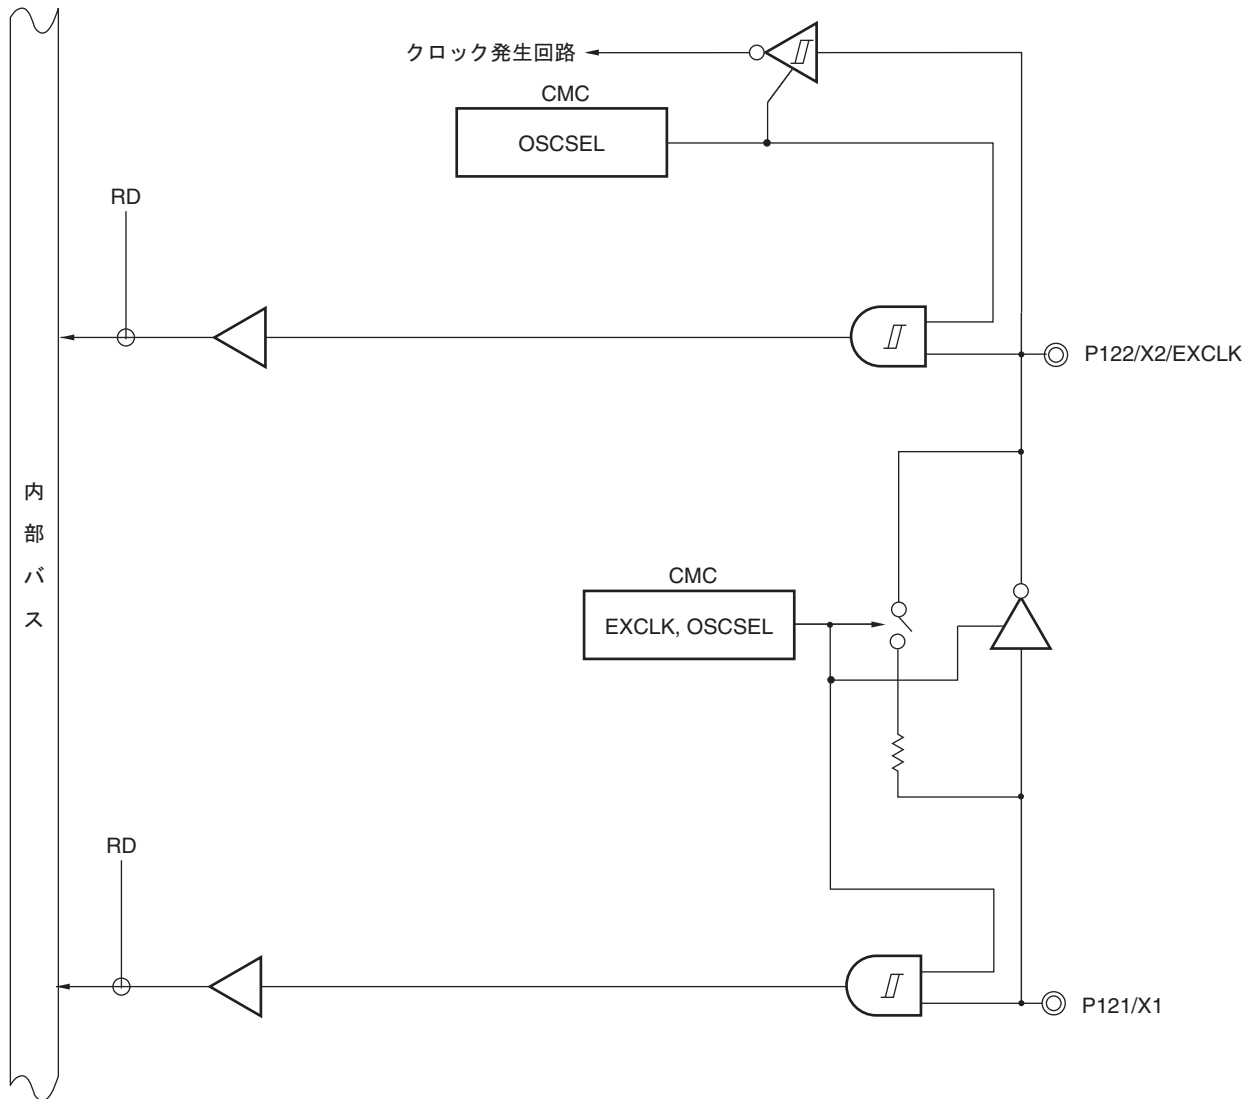 クロック発生回路
CMC
OSCSEL
RD
P122/X2/EXCLK
内部バス
CMC
EXCLK, OSCSEL
RD
P121/X1